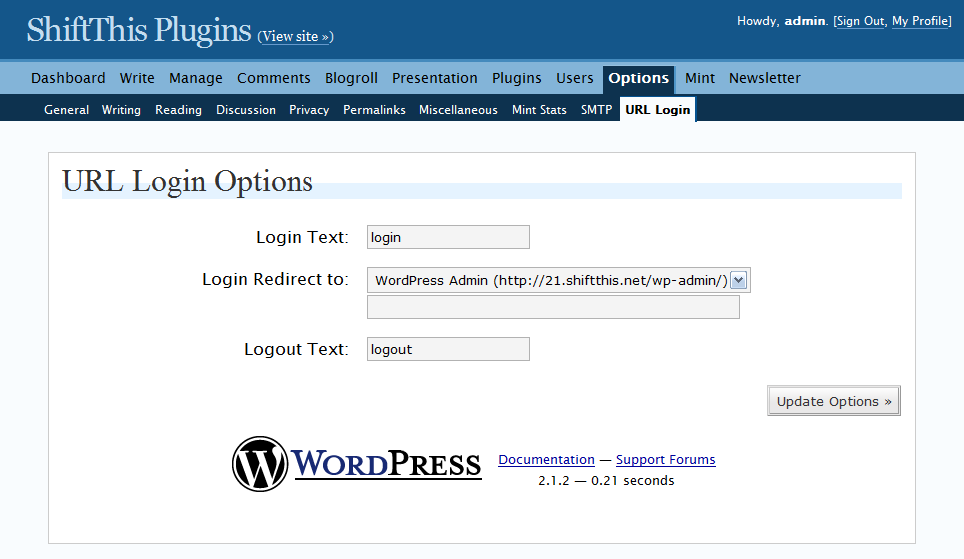 ShiftThis Plugins (View site »)
Howdy, admin. [Sign Out, My Profile]
Dashboard Write Manage Comments Blogroll Presentation Plugins Users Options Mint Newsletter
General Writing Reading Discussion Privacy Permalinks Miscellaneous Mint Stats SMTP URL Login
URL Login Options
Login Text: login
Login Redirect to: WordPress Admin (http://21.shiftthis.net/wp-admin/)
Logout Text: logout
Update Options »
WORDPRESS
Documentation — Support Forums
2.1.2 — 0.21 seconds